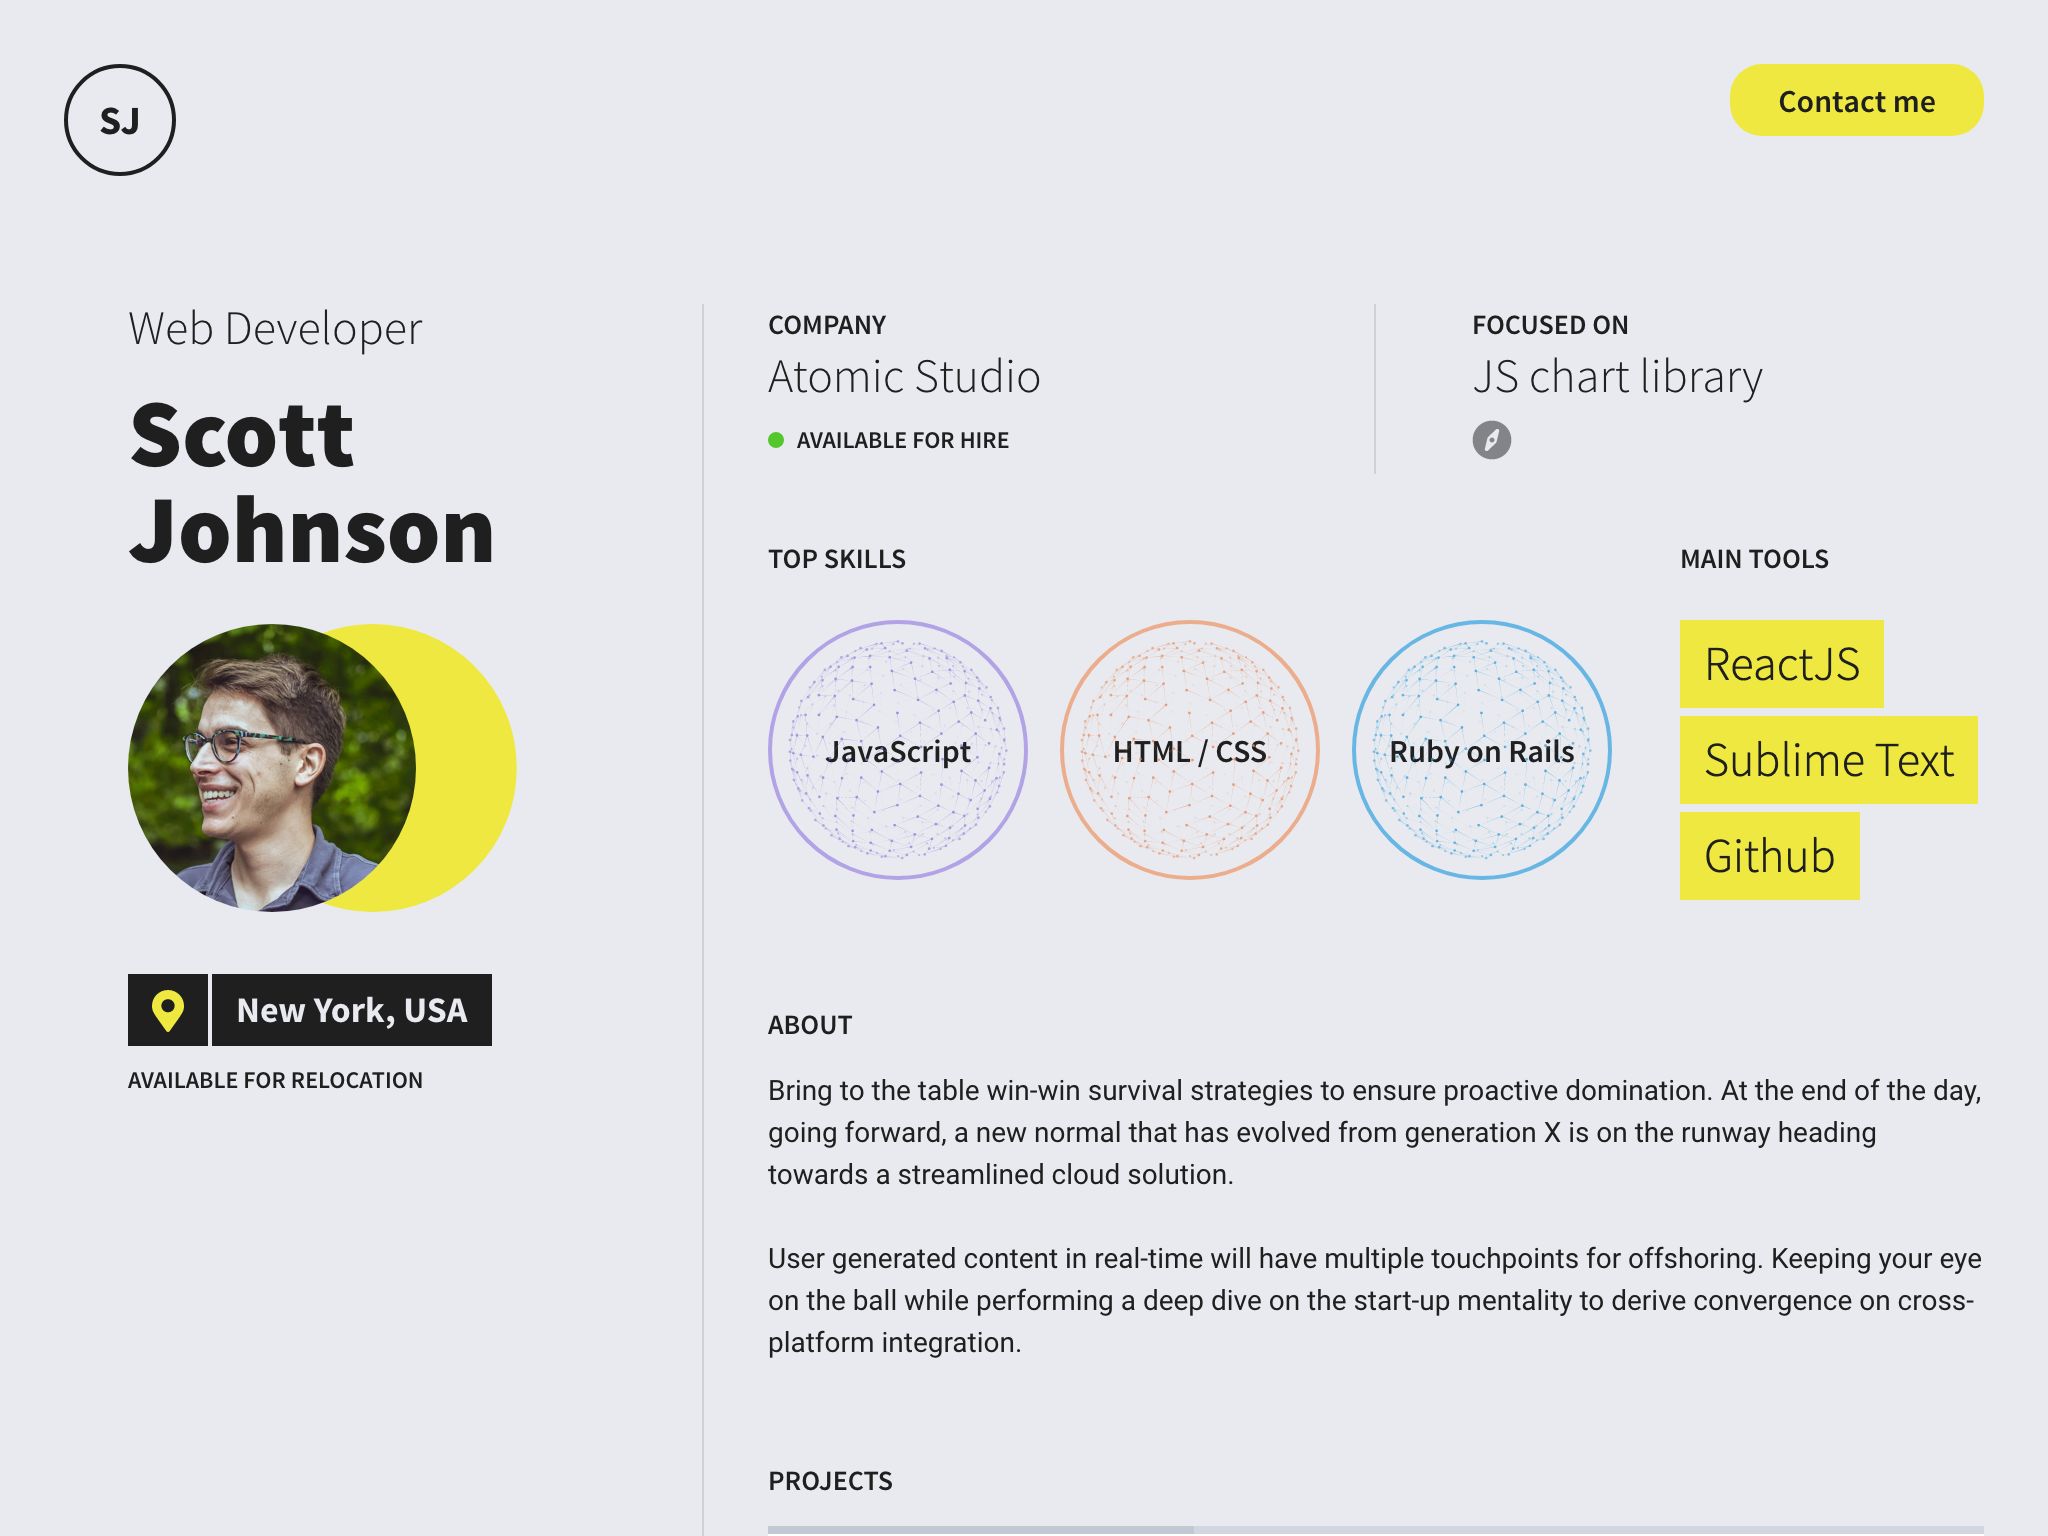 SJ
Contact me
Web Developer
Scott
Johnson
New York, USA
AVAILABLE FOR RELOCATION
COMPANY
Atomic Studio
AVAILABLE FOR HIRE
FOCUSED ON
JS chart library
TOP SKILLS
JavaScript
HTML / CSS
Ruby on Rails
MAIN TOOLS
ReactJS
Sublime Text
Github
ABOUT
Bring to the table win-win survival strategies to ensure proactive domination. At the end of the day,
going forward, a new normal that has evolved from generation X is on the runway heading
towards a streamlined cloud solution.
User generated content in real-time will have multiple touchpoints for offshoring. Keeping your eye
on the ball while performing a deep dive on the start-up mentality to derive convergence on cross-
platform integration.
PROJECTS